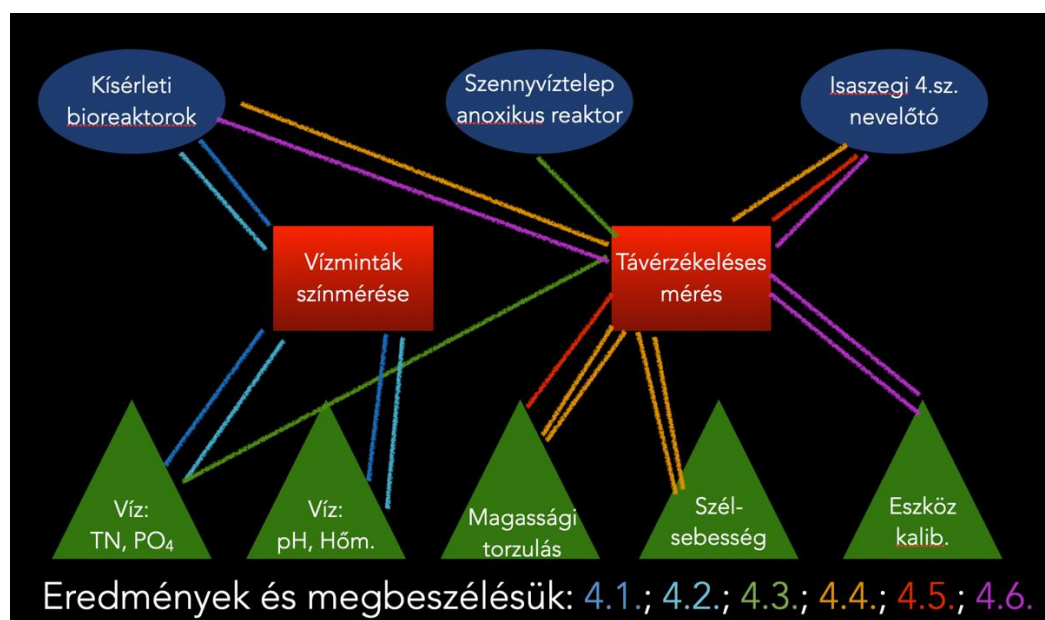 Kísérleti
bioreaktorok
Szennyvíztelep
anoxikus reaktor
Isaszegi 4.sz.
nevelőtó
Vízminták
színmérése
Távérzékeléses
mérés
Víz:
TN, PO₄
Víz:
pH, Hőm.
Magassági
torzulás
Szél-
sebesség
Eszköz
kalib.
Eredmények és megbeszélésük: 4.1.; 4.2.; 4.3.; 4.4.; 4.5.; 4.6.